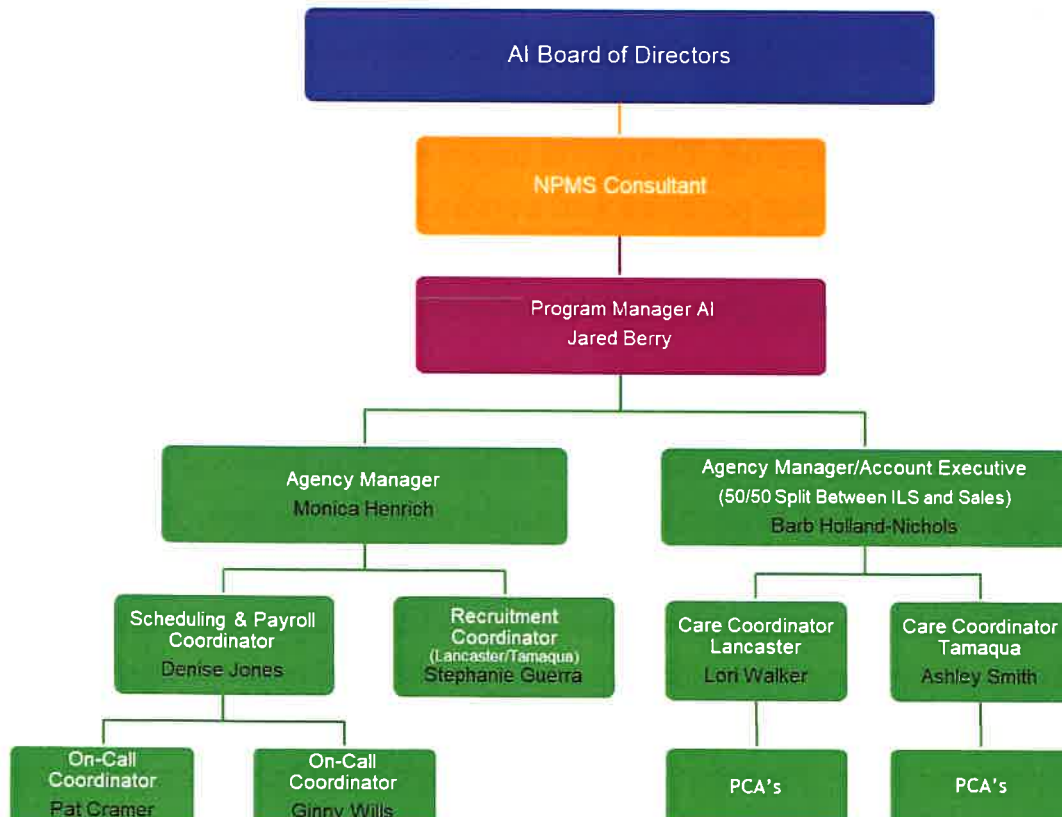 AI Board of Directors
NPMS Consultant
Program Manager AI
Jared Berry
Agency Manager
Monica Henrich
Agency Manager/Account Executive
(50/50 Split Between ILS and Sales)
Barb Holland-Nichols
Scheduling & Payroll
Coordinator
Denise Jones
Recruitment
Coordinator
(Lancaster/Tamaqua)
Stephanie Guerra
Care Coordinator
Lancaster
Lori Walker
Care Coordinator
Tamaqua
Ashley Smith
On-Call
Coordinator
Pat Cramer
On-Call
Coordinator
Ginny Wills
PCA's
PCA's